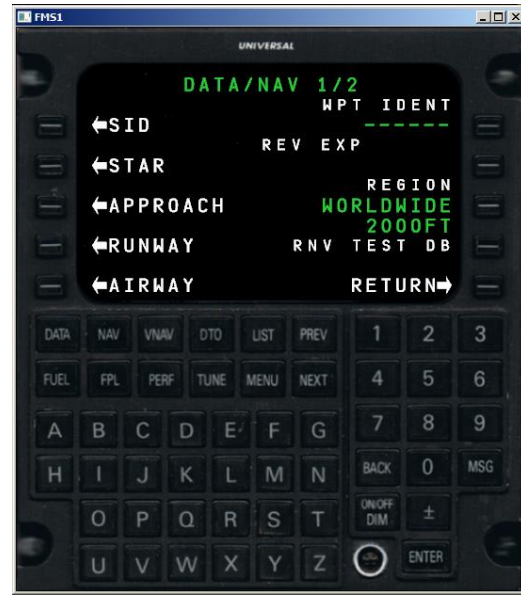 FMS1
UNIVERSAL
DATA/NAV 1/2
WPT IDENT
←SID ------
REV EXP
←STAR
REGION
←APPROACH WORLDWIDE
2000FT
←RUNWAY RNV TEST DB
←AIRWAY RETURN→
DATA NAV VNAV DTO LIST PREV 1 2 3
FUEL FPL PERF TUNE MENU NEXT 4 5 6
A B C D E F G 7 8 9
H I J K L M N BACK 0 MSG
O P Q R S T ON/OFF DIM ±
U V W X Y Z ENTER